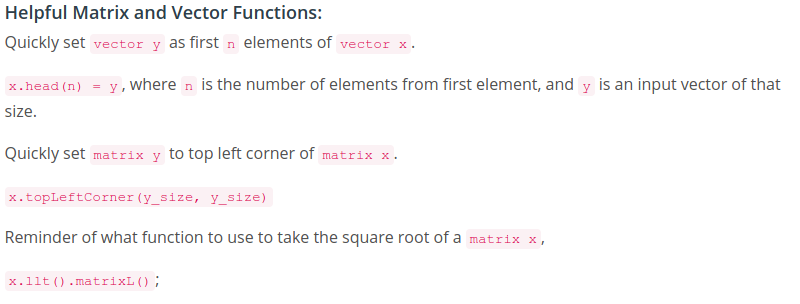 Helpful Matrix and Vector Functions:
Quickly set vector y as first n elements of vector x.
x.head(n) = y, where n is the number of elements from first element, and y is an input vector of that
size.
Quickly set matrix y to top left corner of matrix x.
x.topLeftCorner(y_size, y_size)
Reminder of what function to use to take the square root of a matrix x,
x.llt().matrixL();